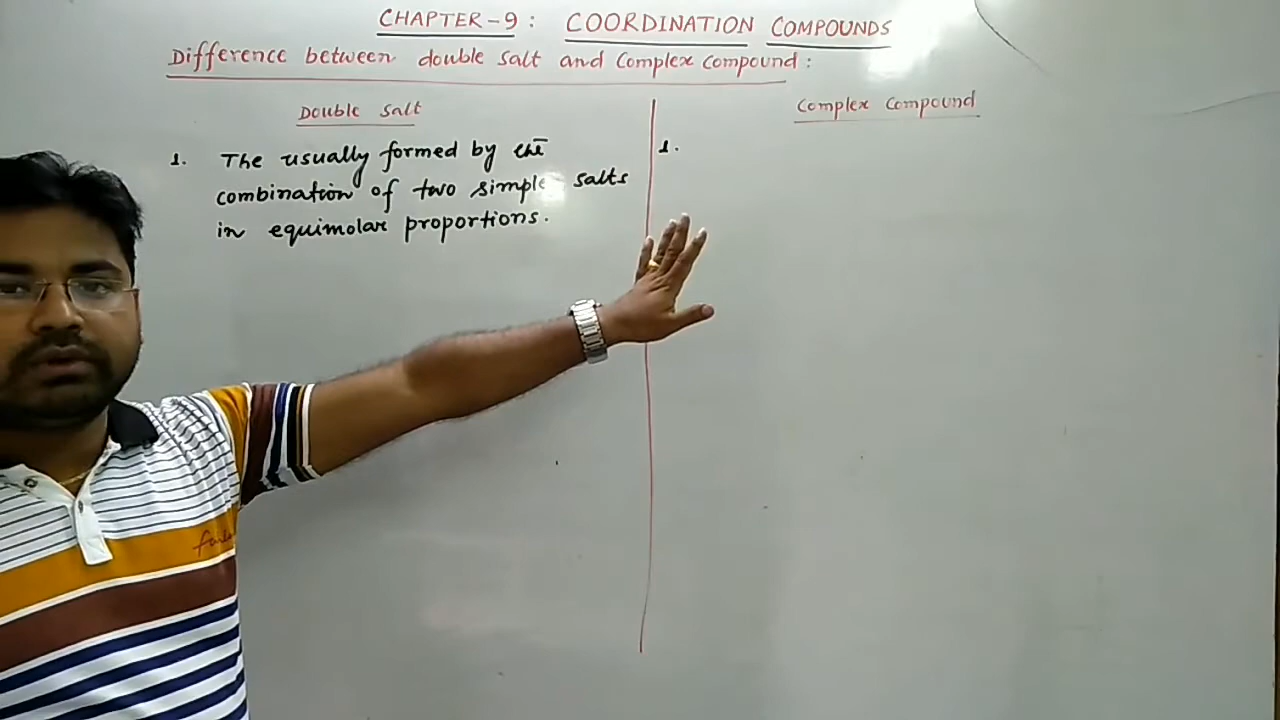 CHAPTER-9: COORDINATION COMPOUNDS
Difference between double salt and Complex Compound:
Double Salt
Complex Compound
1. The usually formed by the
combination of two simple salts
in equimolar proportions.
1.